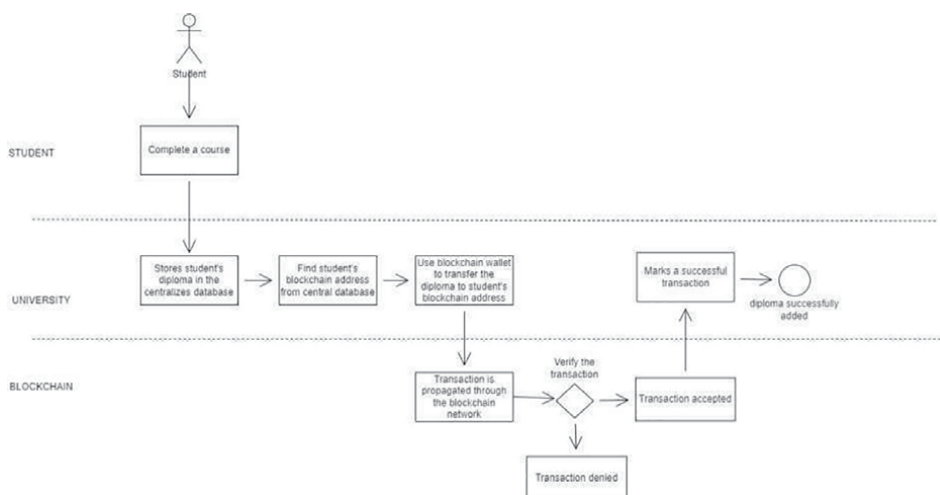 Student
STUDENT
Complete a course
UNIVERSITY
Stores student's
diploma in the
centralizes database
Find student's
blockchain address
from central database
Use blockchain wallet
to transfer the
diploma to student's
blockchain address
Marks a successful
transaction
diploma successfully
added
BLOCKCHAIN
Transaction is
propagated through
the blockchain
network
Verify the
transaction
Transaction accepted
Transaction denied